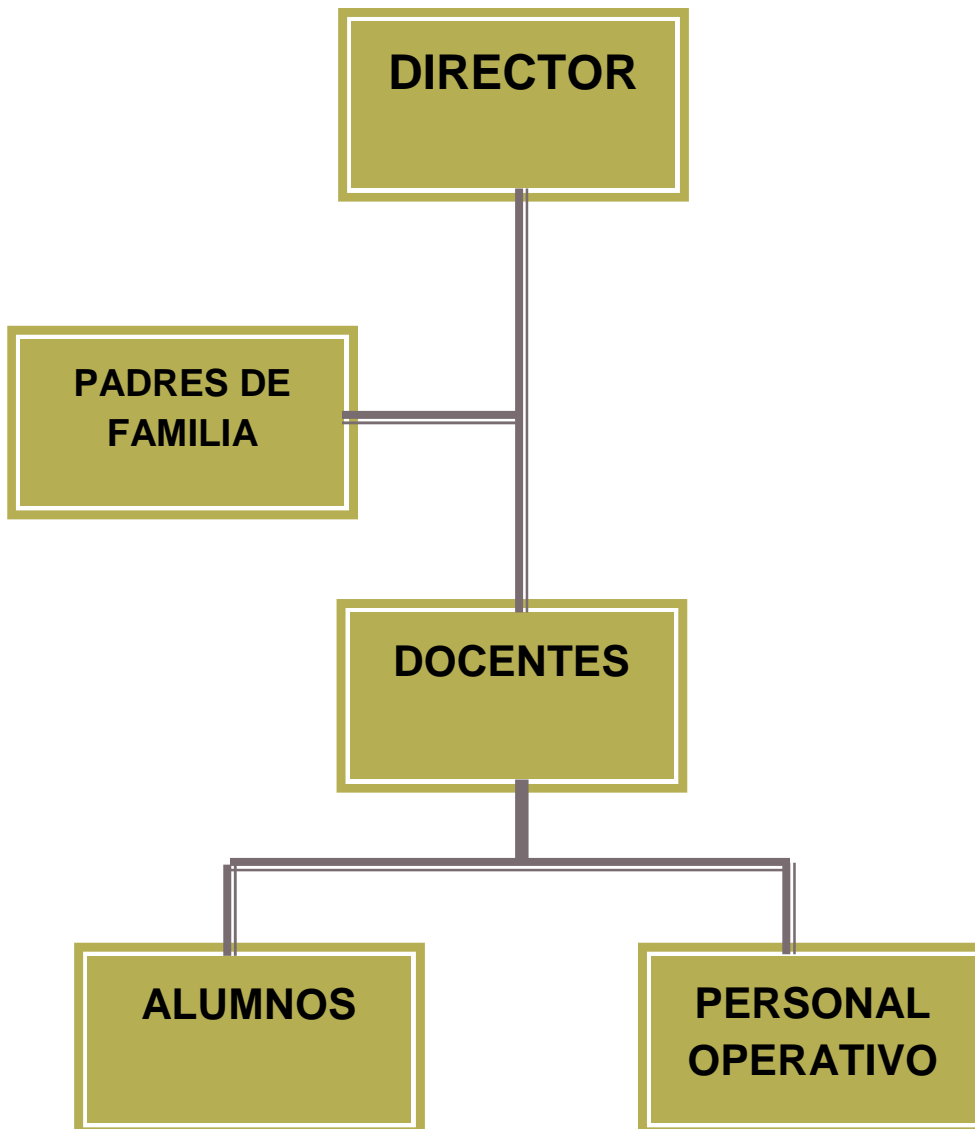 DIRECTOR
PADRES DE
FAMILIA
DOCENTES
ALUMNOS
PERSONAL
OPERATIVO